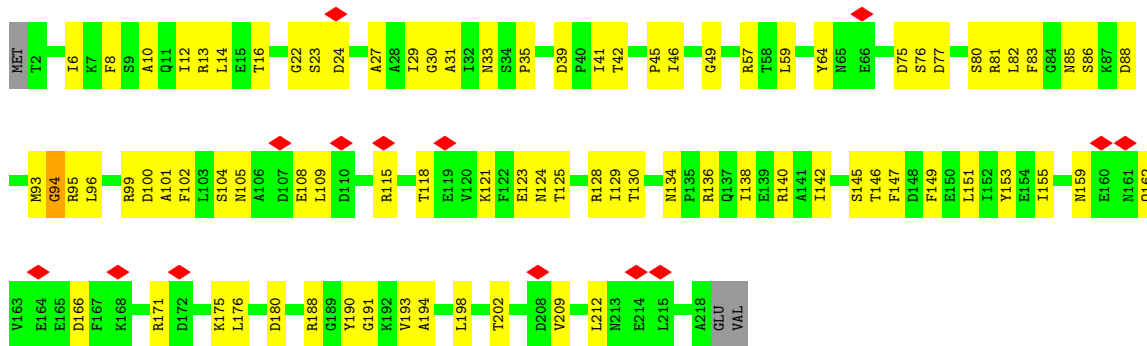 MET T2 I6 K7 F8 S9 A10 Q11 I12 R13 L14 E15 T16 G22 S23 D24 A27 A28 I29 G30 A31 I32 N33 S34 P35 D39 P40 I41 T42 P45 I46 G49 R57 T58 L59 Y64 N65 E66 D75 S76 D77 S80 R81 L82 F83 G84 N85 S86 K87 D88
M93 G94 R95 L96 R99 D100 A101 F102 L103 S104 N105 A106 D107 E108 L109 D110 R115 T118 E119 V120 K121 F122 E123 N124 T125 R128 I129 T130 N134 P135 R136 Q137 I138 E139 R140 A141 I142 S145 T146 F147 D148 F149 E150 L151 I152 Y153 E154 I155 N159 E160 N161 Q162
V163 E164 E165 D166 F167 K168 R171 D172 K175 L176 D180 R188 G189 Y190 G191 K192 V193 A194 L198 T202 D208 V209 L212 N213 E214 L215 A218 GLU VAL